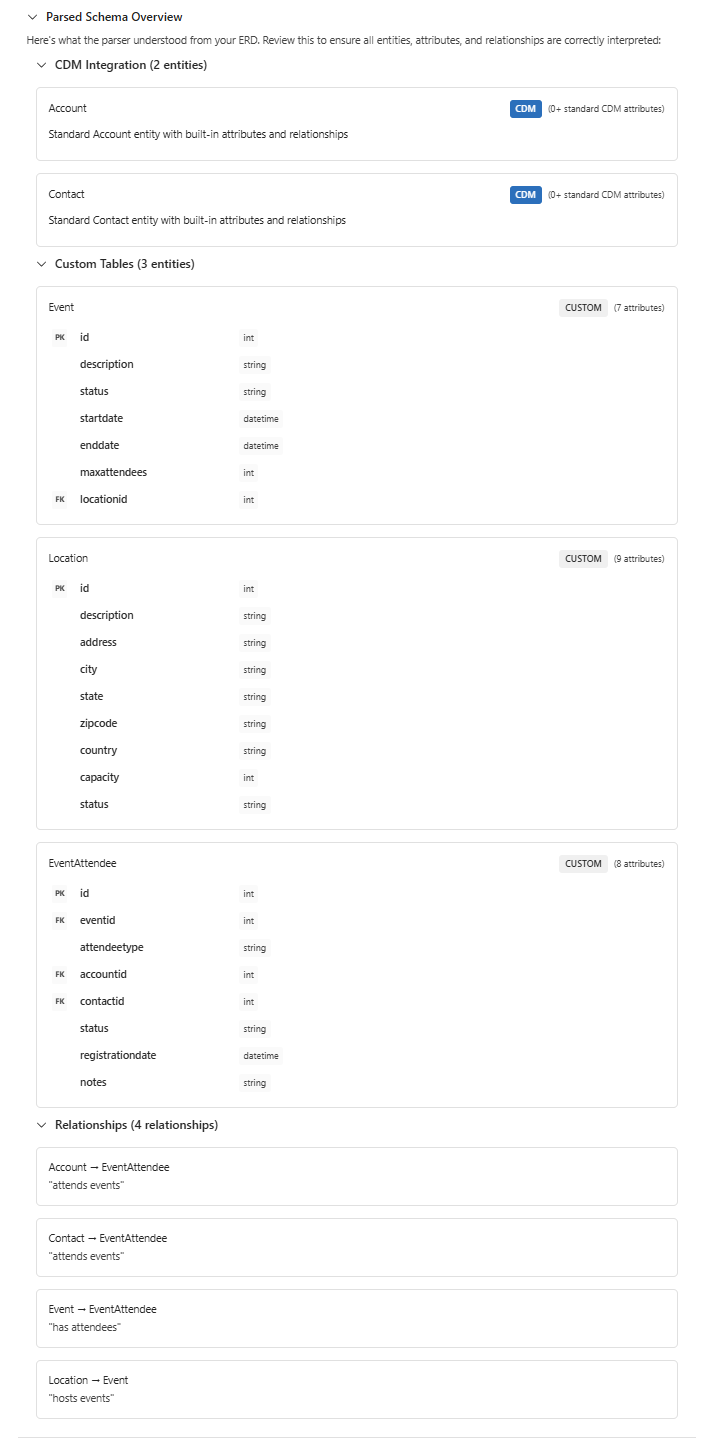 Parsed Schema Overview
Here's what the parser understood from your ERD. Review this to ensure all entities, attributes, and relationships are correctly interpreted:
CDM Integration (2 entities)
Account CDM (0+ standard CDM attributes)
Standard Account entity with built-in attributes and relationships
Contact CDM (0+ standard CDM attributes)
Standard Contact entity with built-in attributes and relationships
Custom Tables (3 entities)
Event CUSTOM (7 attributes)
PK id int
description string
status string
startdate datetime
enddate datetime
maxattendees int
FK locationid int
Location CUSTOM (9 attributes)
PK id int
description string
address string
city string
state string
zipcode string
country string
capacity int
status string
EventAttendee CUSTOM (8 attributes)
PK id int
FK eventid int
attendeetype string
FK accountid int
FK contactid int
status string
registrationdate datetime
notes string
Relationships (4 relationships)
Account → EventAttendee
"attends events"
Contact → EventAttendee
"attends events"
Event → EventAttendee
"has attendees"
Location → Event
"hosts events"